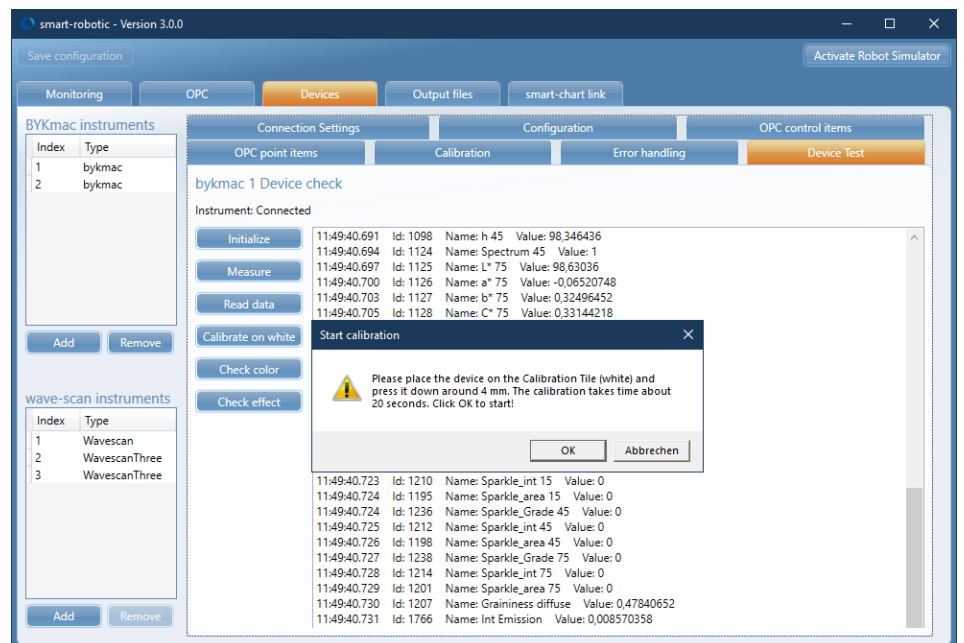 smart-robotic - Version 3.0.0
Save configuration
Activate Robot Simulator
Monitoring
OPC
Devices
Output files
smart-chart link
BYKmac instruments
Index Type
1 bykmac
2 bykmac
Add
Remove
wave-scan instruments
Index Type
1 Wavescan
2 WavescanThree
3 WavescanThree
Add
Remove
Connection Settings
Configuration
OPC control items
OPC point items
Calibration
Error handling
Device Test
bykmac 1 Device check
Instrument: Connected
Initialize
Measure
Read data
Calibrate on white
Check color
Check effect
11:49:40.691 Id: 1098 Name: h 45 Value: 98,346436
11:49:40.694 Id: 1124 Name: Spectrum 45 Value: 1
11:49:40.697 Id: 1125 Name: L* 75 Value: 98,63036
11:49:40.700 Id: 1126 Name: a* 75 Value: -0,06520748
11:49:40.703 Id: 1127 Name: b* 75 Value: 0,32496452
11:49:40.705 Id: 1128 Name: C* 75 Value: 0,33144218
Start calibration
Please place the device on the Calibration Tile (white) and
press it down around 4 mm. The calibration takes time about
20 seconds. Click OK to start!
OK
Abbrechen
11:49:40.723 Id: 1210 Name: Sparkle_int 15 Value: 0
11:49:40.724 Id: 1195 Name: Sparkle_area 15 Value: 0
11:49:40.724 Id: 1236 Name: Sparkle_Grade 45 Value: 0
11:49:40.725 Id: 1212 Name: Sparkle_int 45 Value: 0
11:49:40.726 Id: 1198 Name: Sparkle_area 45 Value: 0
11:49:40.727 Id: 1238 Name: Sparkle_Grade 75 Value: 0
11:49:40.728 Id: 1214 Name: Sparkle_int 75 Value: 0
11:49:40.729 Id: 1201 Name: Sparkle_area 75 Value: 0
11:49:40.730 Id: 1207 Name: Graininess diffuse Value: 0,47840652
11:49:40.731 Id: 1766 Name: Int Emission Value: 0,008570358